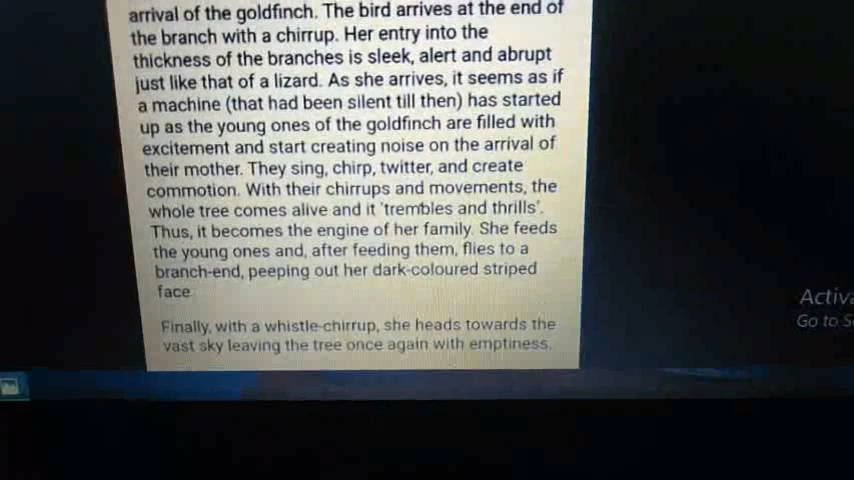 arrival of the goldfinch. The bird arrives at the end of
the branch with a chirrup. Her entry into the
thickness of the branches is sleek, alert and abrupt
just like that of a lizard. As she arrives, it seems as if
a machine (that had been silent till then) has started
up as the young ones of the goldfinch are filled with
excitement and start creating noise on the arrival of
their mother. They sing, chirp, twitter, and create
commotion. With their chirrups and movements, the
whole tree comes alive and it 'trembles and thrills'.
Thus, it becomes the engine of her family. She feeds
the young ones and, after feeding them, flies to a
branch-end, peeping out her dark-coloured striped
face
Finally, with a whistle-chirrup, she heads towards the
vast sky leaving the tree once again with emptiness.
Activa
Go to S